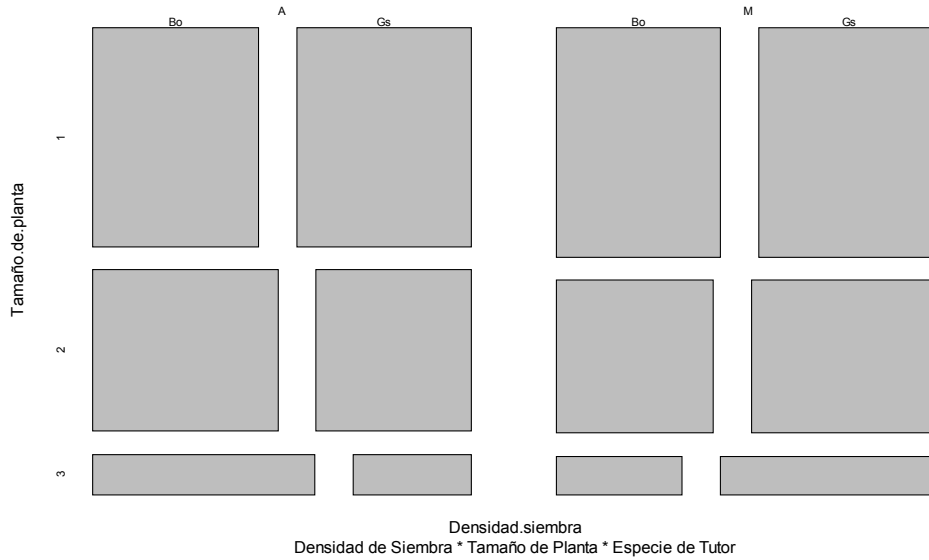 A
M
Bo
Gs
Bo
Gs
Tamaño.de.planta
1
2
3
Densidad.siembra
Densidad de Siembra * Tamaño de Planta * Especie de Tutor